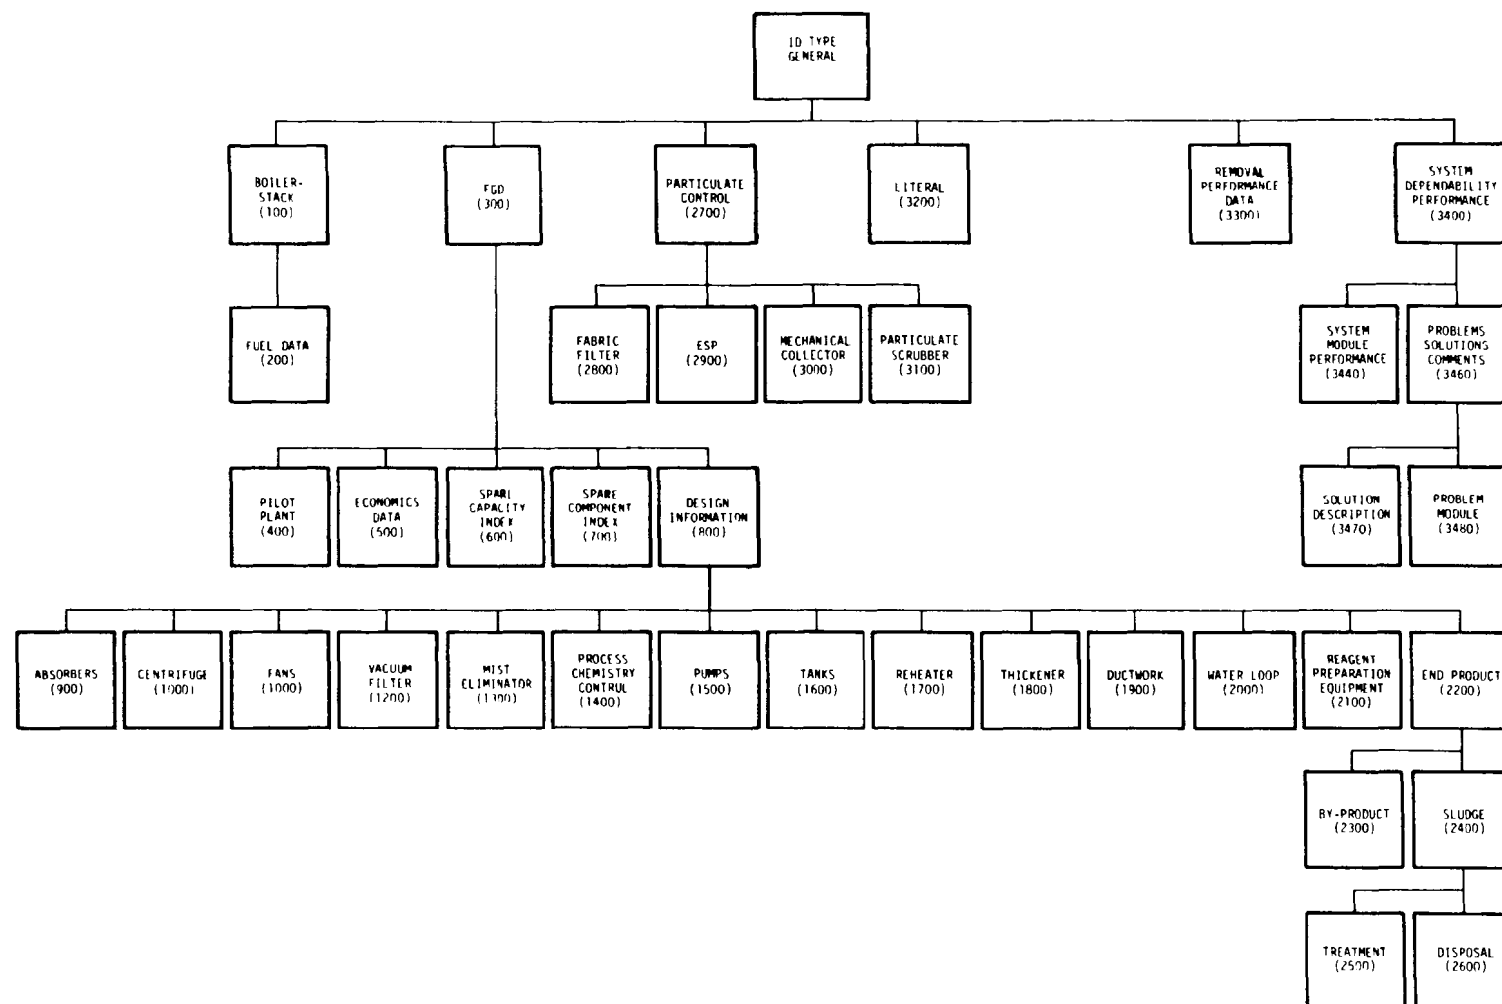 ID TYPE
GENERAL
BOILER-
STACK
(100)
FGD
(300)
PARTICULATE
CONTROL
(2700)
LITERAL
(3200)
REMOVAL
PERFORMANCE
DATA
(3300)
SYSTEM
DEPENDABILITY
PERFORMANCE
(3400)
FUEL DATA
(200)
FABRIC
FILTER
(2800)
ESP
(2900)
MECHANICAL
COLLECTOR
(3000)
PARTICULATE
SCRUBBER
(3100)
SYSTEM
MODULE
PERFORMANCE
(3440)
PROBLEMS
SOLUTIONS
COMMENTS
(3460)
PILOT
PLANT
(400)
ECONOMICS
DATA
(500)
SPARE
CAPACITY
INDEX
(600)
SPARE
COMPONENT
INDEX
(700)
DESIGN
INFORMATION
(800)
SOLUTION
DESCRIPTION
(3470)
PROBLEM
MODULE
(3480)
ABSORBERS
(900)
CENTRIFUGE
(1000)
FANS
(1000)
VACUUM
FILTER
(1200)
MIST
ELIMINATOR
(1300)
PROCESS
CHEMISTRY
CONTROL
(1400)
PUMPS
(1500)
TANKS
(1600)
REHEATER
(1700)
THICKENER
(1800)
DUCTWORK
(1900)
WATER LOOP
(2000)
REAGENT
PREPARATION
EQUIPMENT
(2100)
END PRODUCT
(2200)
BY-PRODUCT
(2300)
SLUDGE
(2400)
TREATMENT
(2500)
DISPOSAL
(2600)